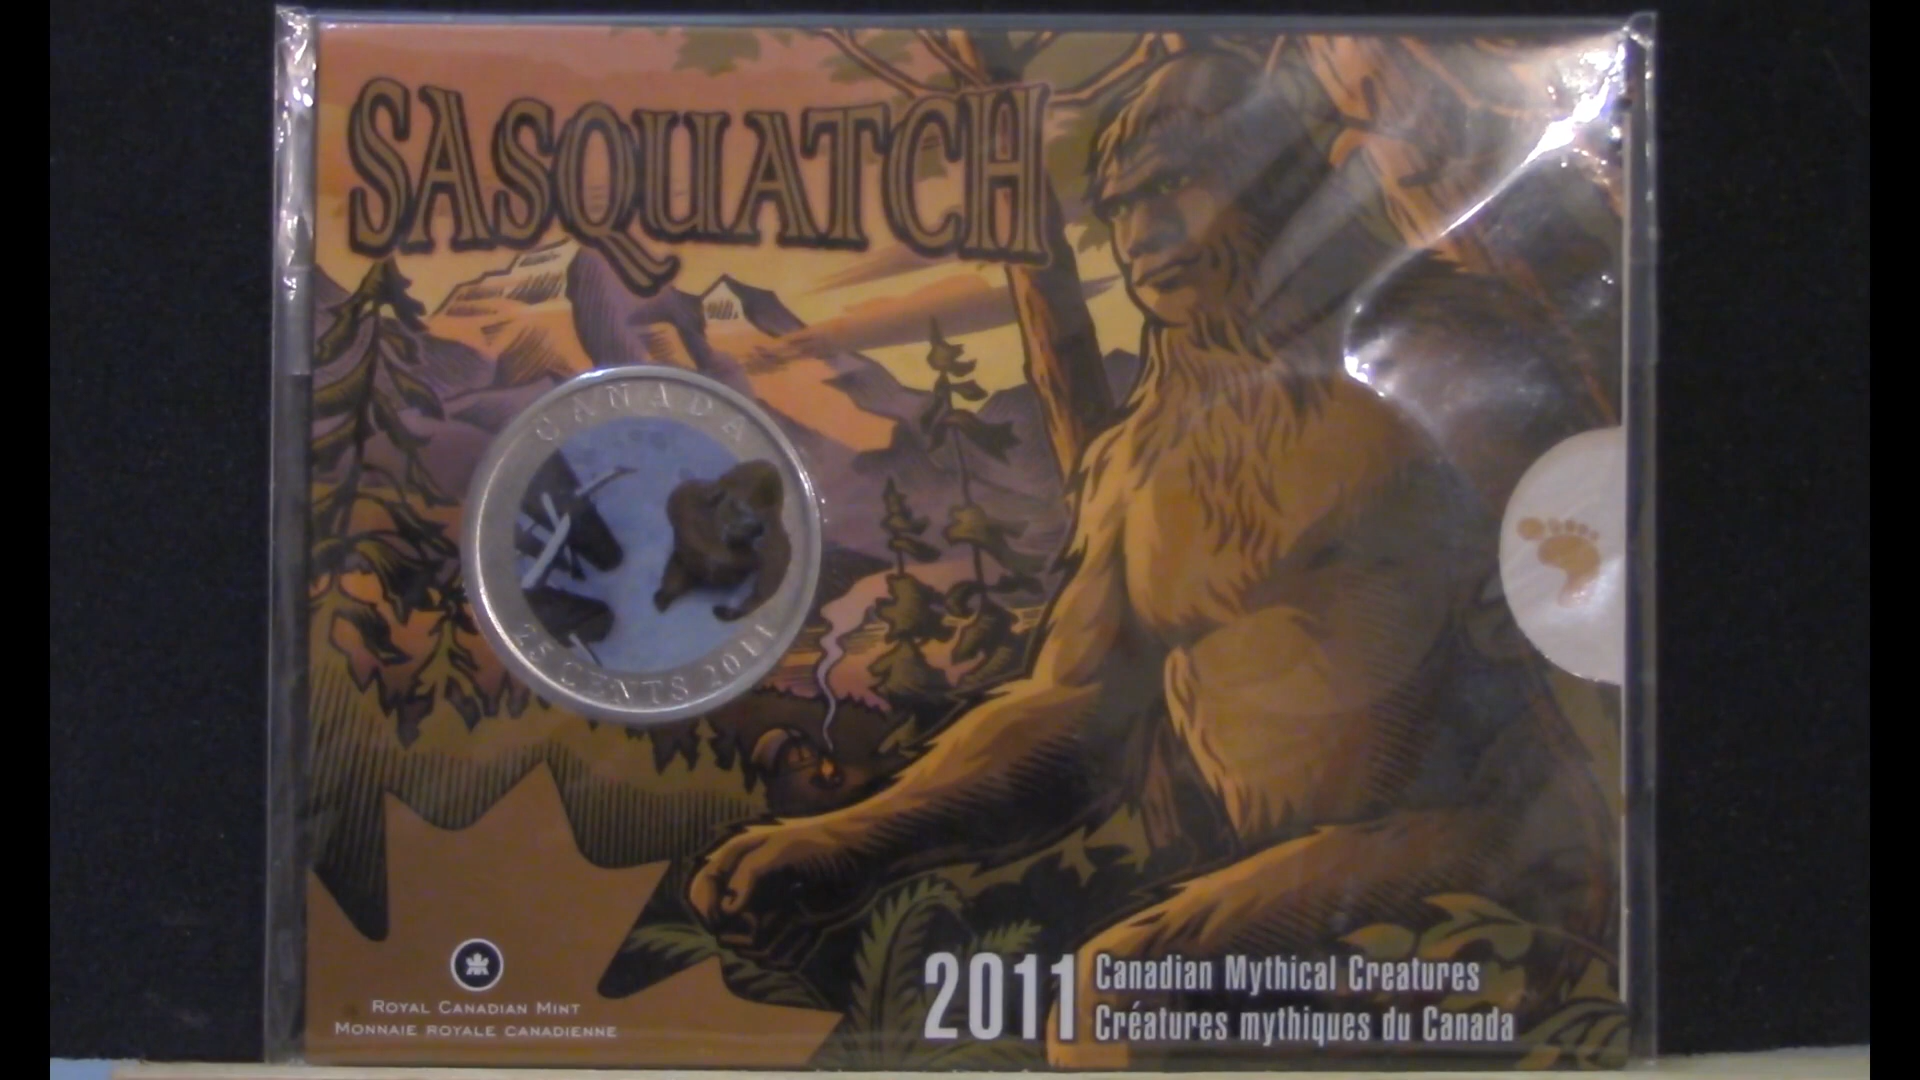 SASQUATCH
CANADA
25 CENTS 2011
ROYAL CANADIAN MINT
MONNAIE ROYALE CANADIENNE
2011
Canadian Mythical Creatures
Créatures mythiques du Canada